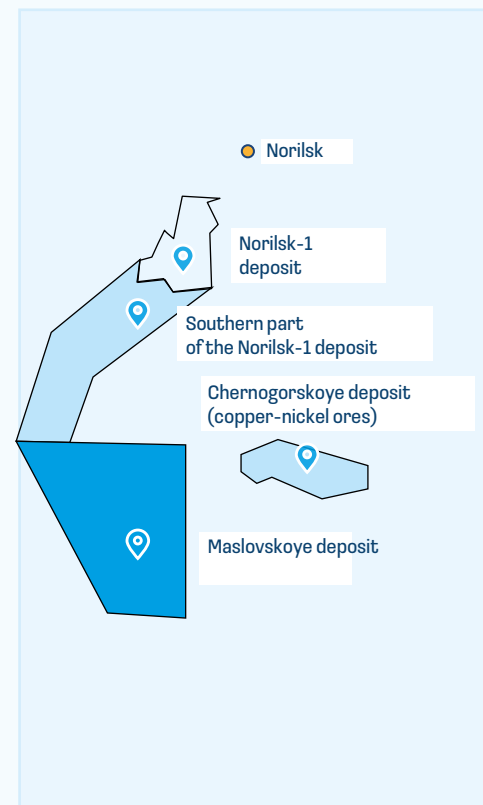 Norilsk
Norilsk-1
deposit
Southern part
of the Norilsk-1 deposit
Chernogorskoye deposit
(copper-nickel ores)
Maslovskoye deposit